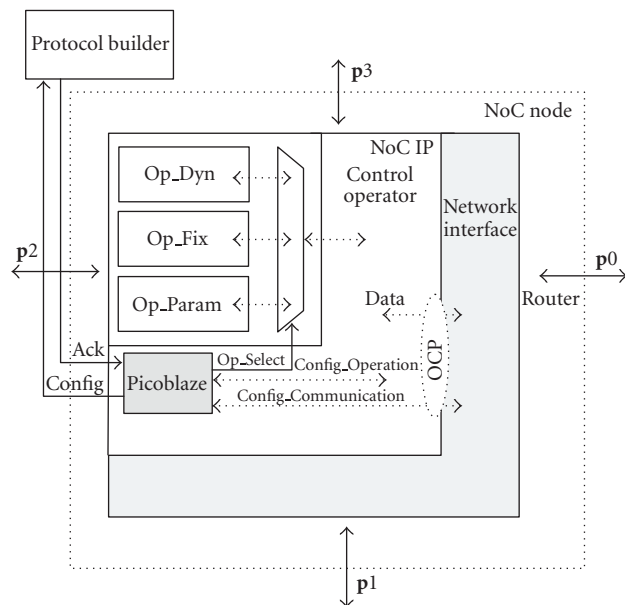 Protocol builder
p3
NoC node
NoC IP
Control
operator
Op_Dyn
Network
interface
Op_Fix
p2
p0
Op_Param
Data
Router
OCP
Ack
Op_Select
Config_Operation
Config
Picoblaze
Config_Communication
p1